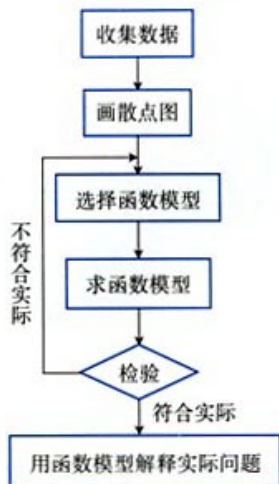 收集数据
画散点图
选择函数模型
不符合实际
求函数模型
检验
符合实际
用函数模型解释实际问题